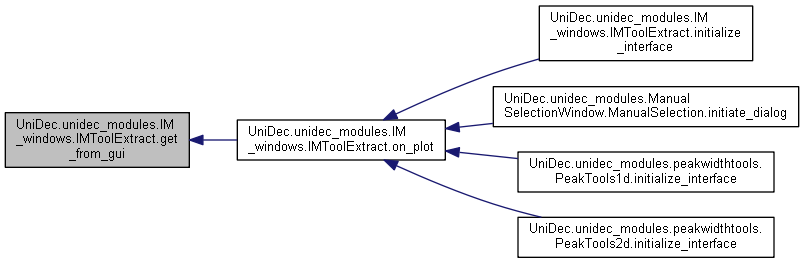 UniDec.unidec_modules.IM
_windows.IMToolExtract.get
_from_gui
UniDec.unidec_modules.IM
_windows.IMToolExtract.on_plot
UniDec.unidec_modules.IM
_windows.IMToolExtract.initialize
_interface
UniDec.unidec_modules.Manual
SelectionWindow.ManualSelection.initiate_dialog
UniDec.unidec_modules.peakwidthtools.
PeakTools1d.initialize_interface
UniDec.unidec_modules.peakwidthtools.
PeakTools2d.initialize_interface